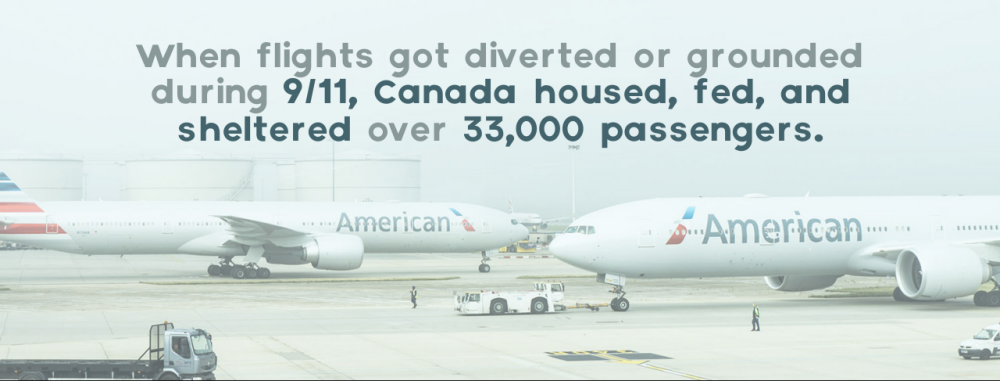 When flights got diverted or grounded
during 9/11, Canada housed, fed, and
sheltered over 33,000 passengers.
American
American